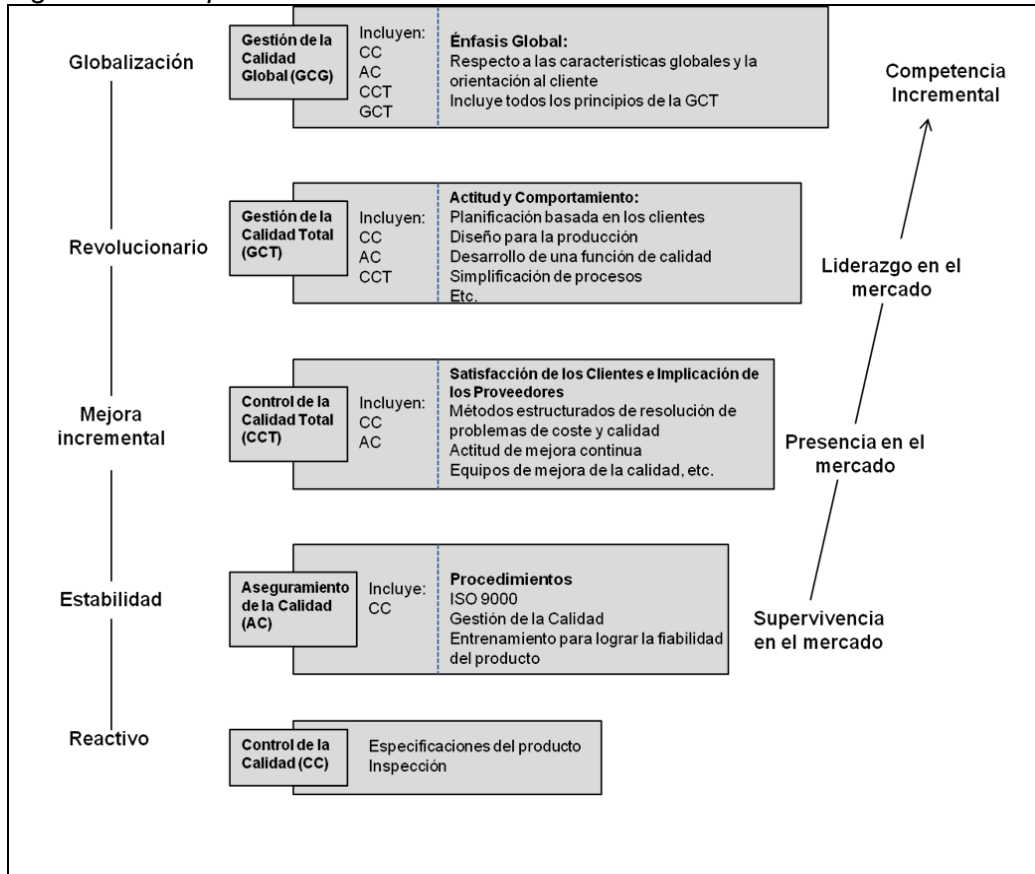 Globalización
Gestión de la
Calidad
Global (GCG)
Incluyen:
CC
AC
CCT
GCT
Énfasis Global:
Respecto a las características globales y la
orientación al cliente
Incluye todos los principios de la GCT
Competencia
Incremental
Revolucionario
Gestión de la
Calidad Total
(GCT)
Incluyen:
CC
AC
CCT
Actitud y Comportamiento:
Planificación basada en los clientes
Diseño para la producción
Desarrollo de una función de calidad
Simplificación de procesos
Etc.
Liderazgo en el
mercado
Mejora
incremental
Control de la
Calidad Total
(CCT)
Incluyen:
CC
AC
Satisfacción de los Clientes e Implicación de
los Proveedores
Métodos estructurados de resolución de
problemas de coste y calidad
Actitud de mejora continua
Equipos de mejora de la calidad, etc.
Presencia en el
mercado
Estabilidad
Aseguramiento
de la Calidad
(AC)
Incluye:
CC
Procedimientos
ISO 9000
Gestión de la Calidad
Entrenamiento para lograr la fiabilidad
del producto
Supervivencia
en el mercado
Reactivo
Control de la
Calidad (CC)
Especificaciones del producto
Inspección